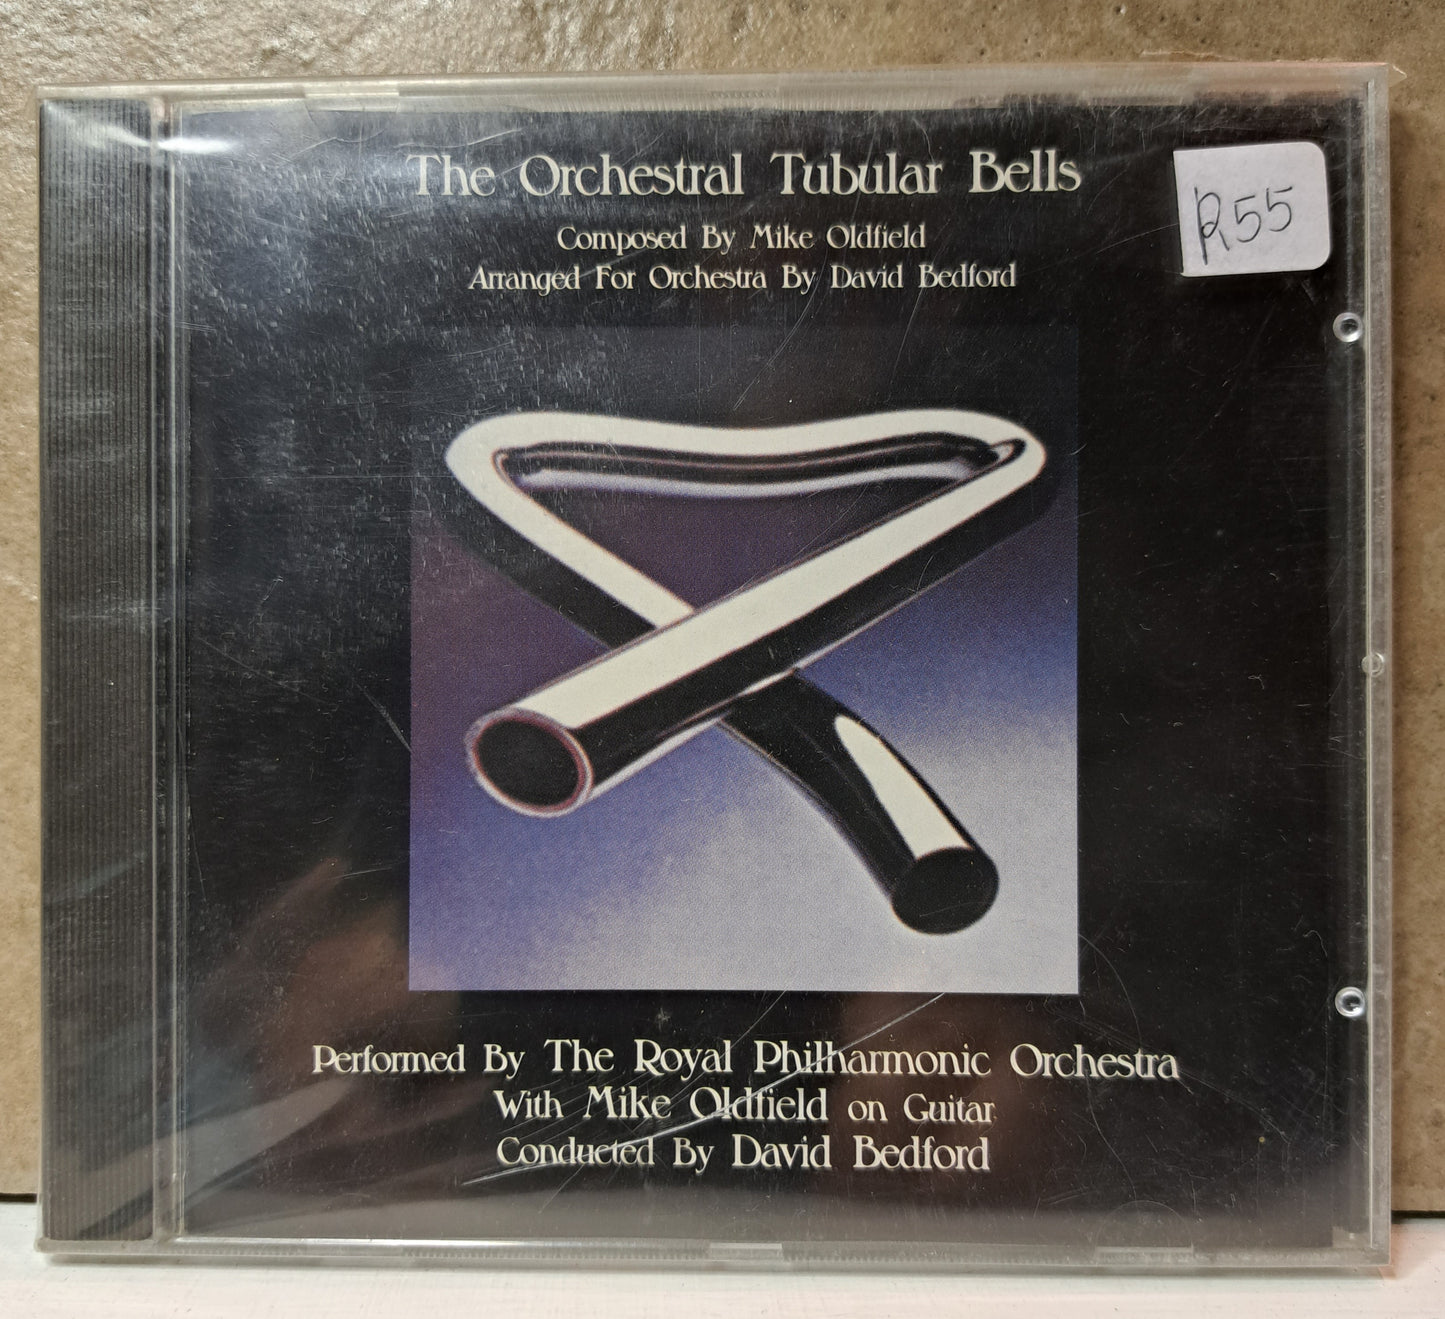 The Orchestral Tubular Bells
Composed By Mike Oldfield
Arranged For Orchestra By David Bedford
R55
Performed By The Royal Philharmonic Orchestra
With Mike Oldfield on Guitar
Conducted By David Bedford